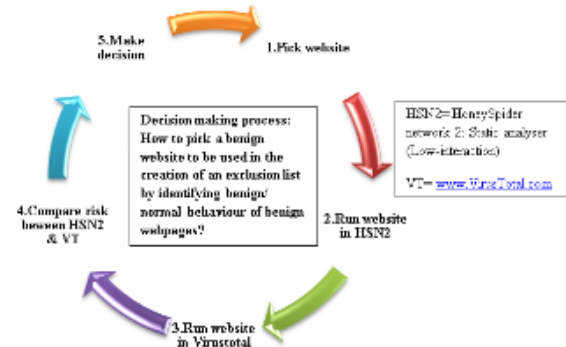 5.Make
decision
1.Pick website
HSN2=HoneySpider
network 2: Static analyser
(Low-interaction)
VT= www.VirusTotal.com
Decision making process:
How to pick a benign
website to be used in the
creation of an exclusion list
by identifying benign/
normal behaviour of benign
webpages?
2.Run website
in HSN2
3.Run website
in Virustotal
4.Compare risk
beween HSN2
& VT